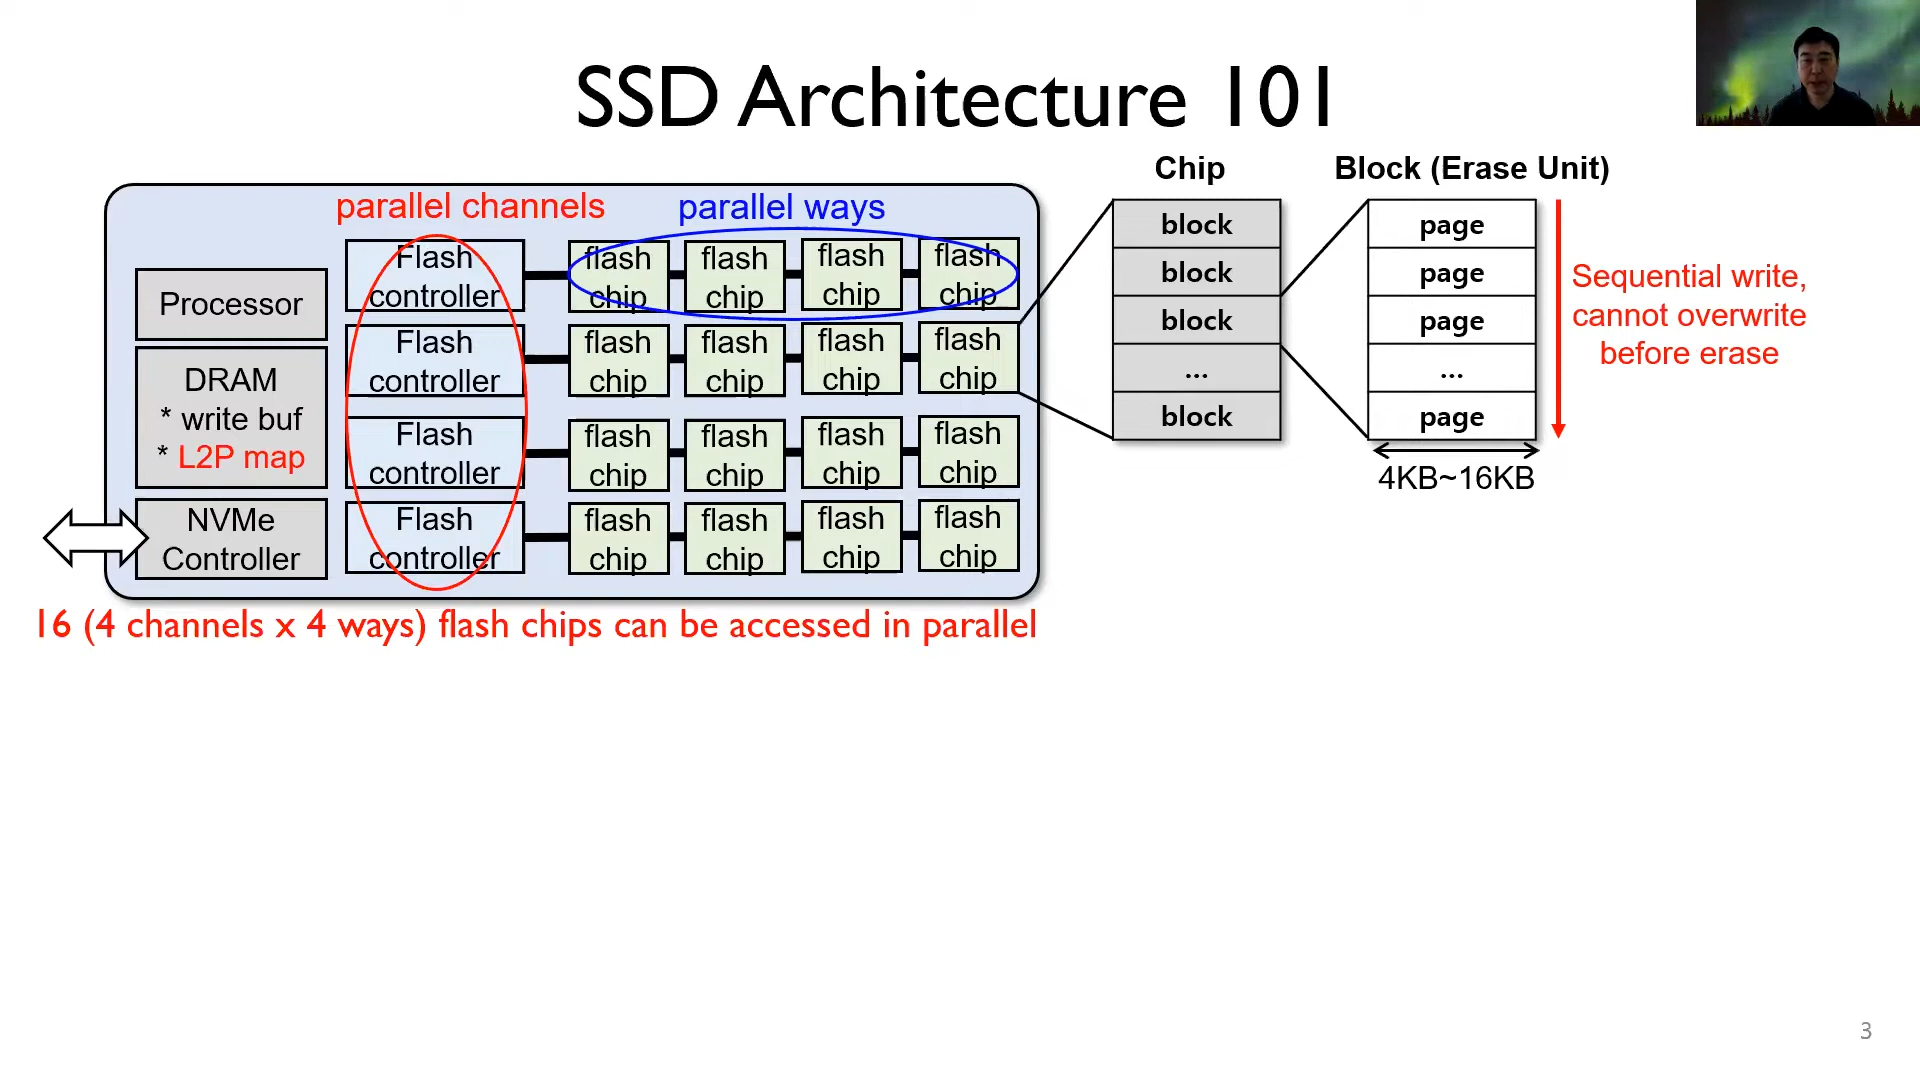 SSD Architecture 101
parallel channels
parallel ways
Processor
DRAM
* write buf
* L2P map
NVMe
Controller
Flash
controller
flash
chip
flash
chip
flash
chip
flash
chip
Flash
controller
flash
chip
flash
chip
flash
chip
flash
chip
Flash
controller
flash
chip
flash
chip
flash
chip
flash
chip
Flash
controller
flash
chip
flash
chip
flash
chip
flash
chip
16 (4 channels x 4 ways) flash chips can be accessed in parallel
Chip
block
block
block
...
block
Block (Erase Unit)
page
page
page
...
page
4KB~16KB
Sequential write,
cannot overwrite
before erase
3